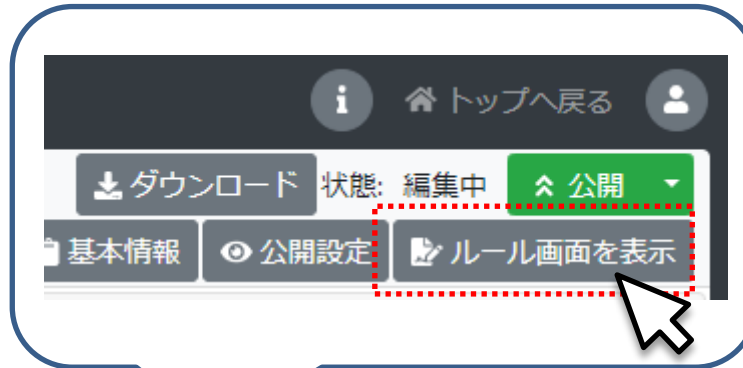 トップへ戻る
ダウンロード 状態: 編集中 公開
基本情報 公開設定 ルール画面を表示